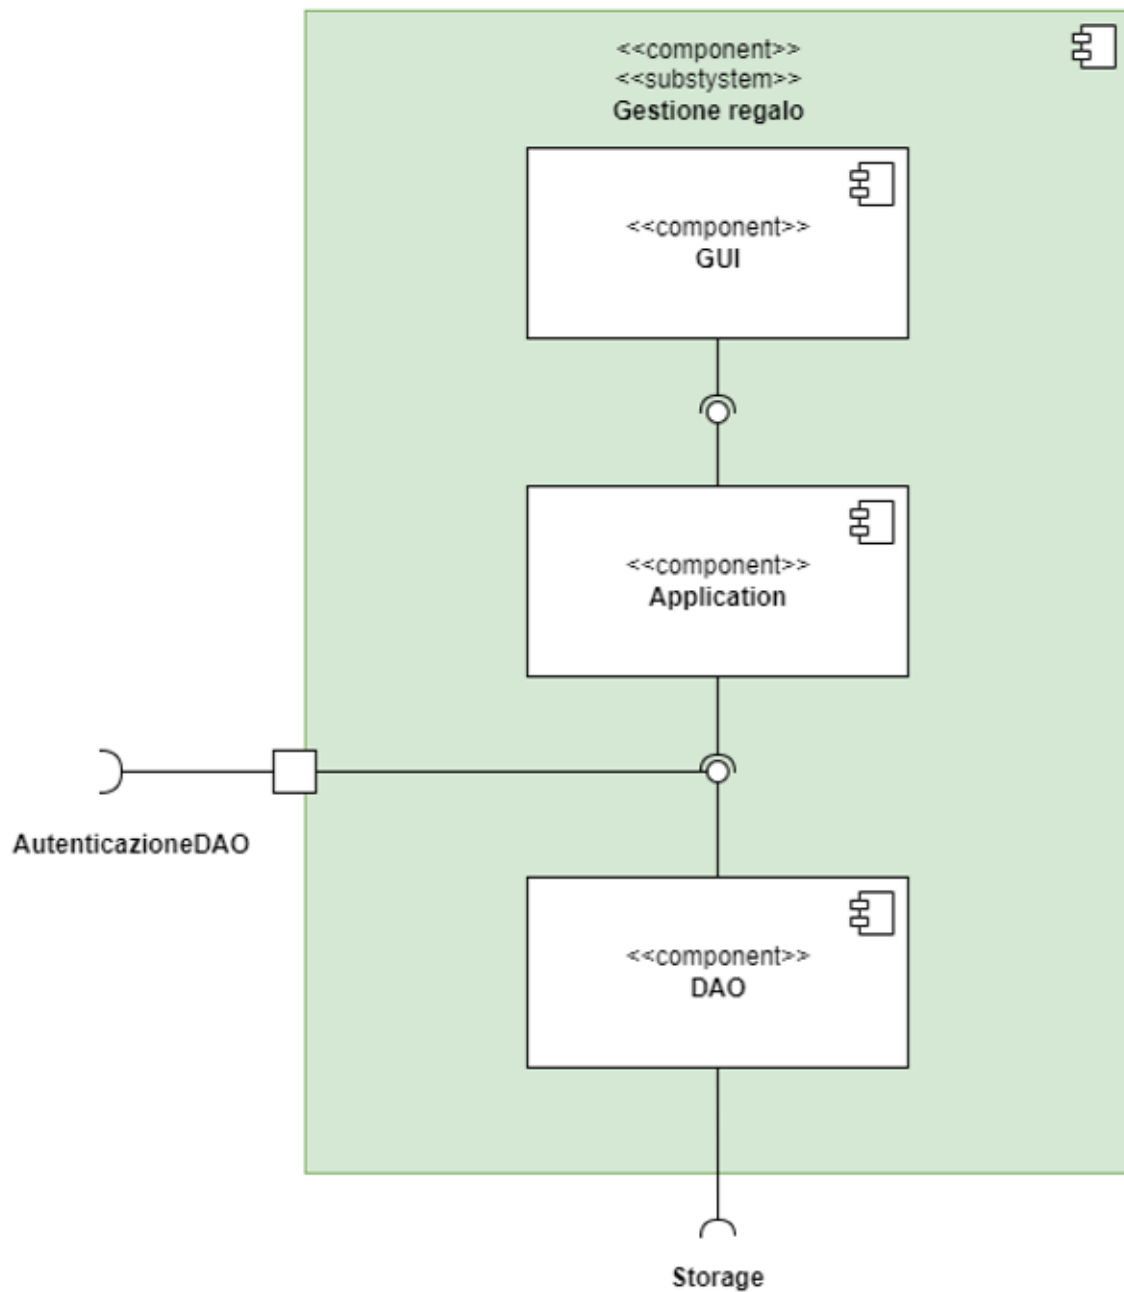 <<component>>
<<substystem>>
Gestione regalo
<<component>>
GUI
<<component>>
Application
AutenticazioneDAO
<<component>>
DAO
Storage